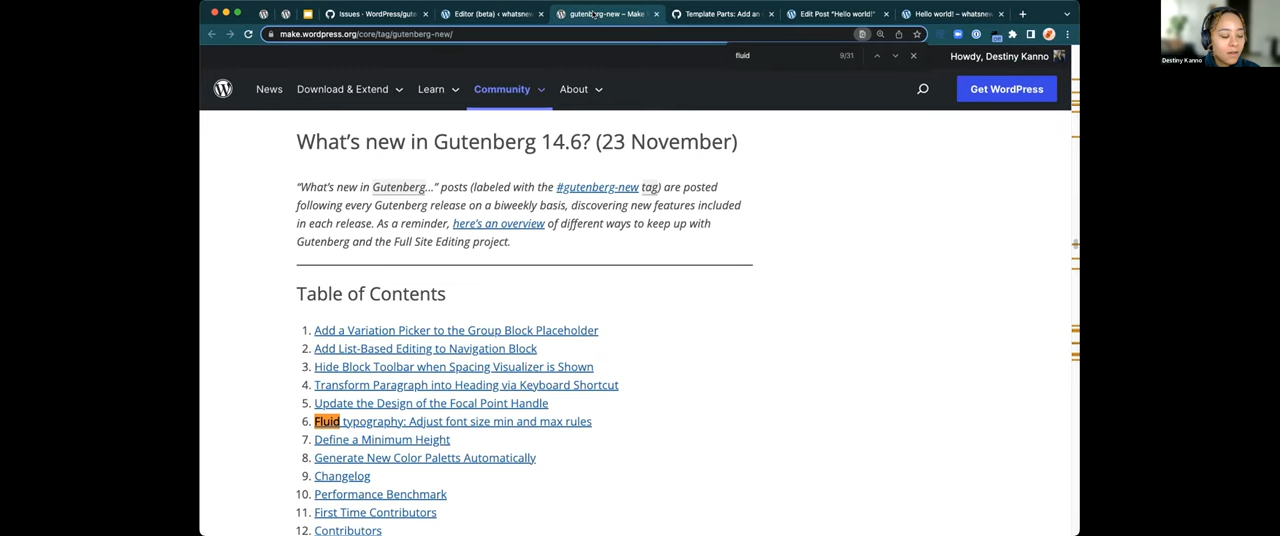 Issues · WordPress/gute
Editor (beta) ‹ whatsnew
gutenberg-new – Make
Template Parts: Add an
Edit Post "Hello world!"
Hello world! – whatsnew
make.wordpress.org/core/tag/gutenberg-new/
fluid
9/31
Howdy, Destiny Kanno
Destiny Kanno
News
Download & Extend
Learn
Community
About
Get WordPress
What's new in Gutenberg 14.6? (23 November)
“What's new in Gutenberg…” posts (labeled with the #gutenberg-new tag) are posted
following every Gutenberg release on a biweekly basis, discovering new features included
in each release. As a reminder, here's an overview of different ways to keep up with
Gutenberg and the Full Site Editing project.
Table of Contents
1. Add a Variation Picker to the Group Block Placeholder
2. Add List-Based Editing to Navigation Block
3. Hide Block Toolbar when Spacing Visualizer is Shown
4. Transform Paragraph into Heading via Keyboard Shortcut
5. Update the Design of the Focal Point Handle
6. Fluid typography: Adjust font size min and max rules
7. Define a Minimum Height
8. Generate New Color Paletts Automatically
9. Changelog
10. Performance Benchmark
11. First Time Contributors
12. Contributors